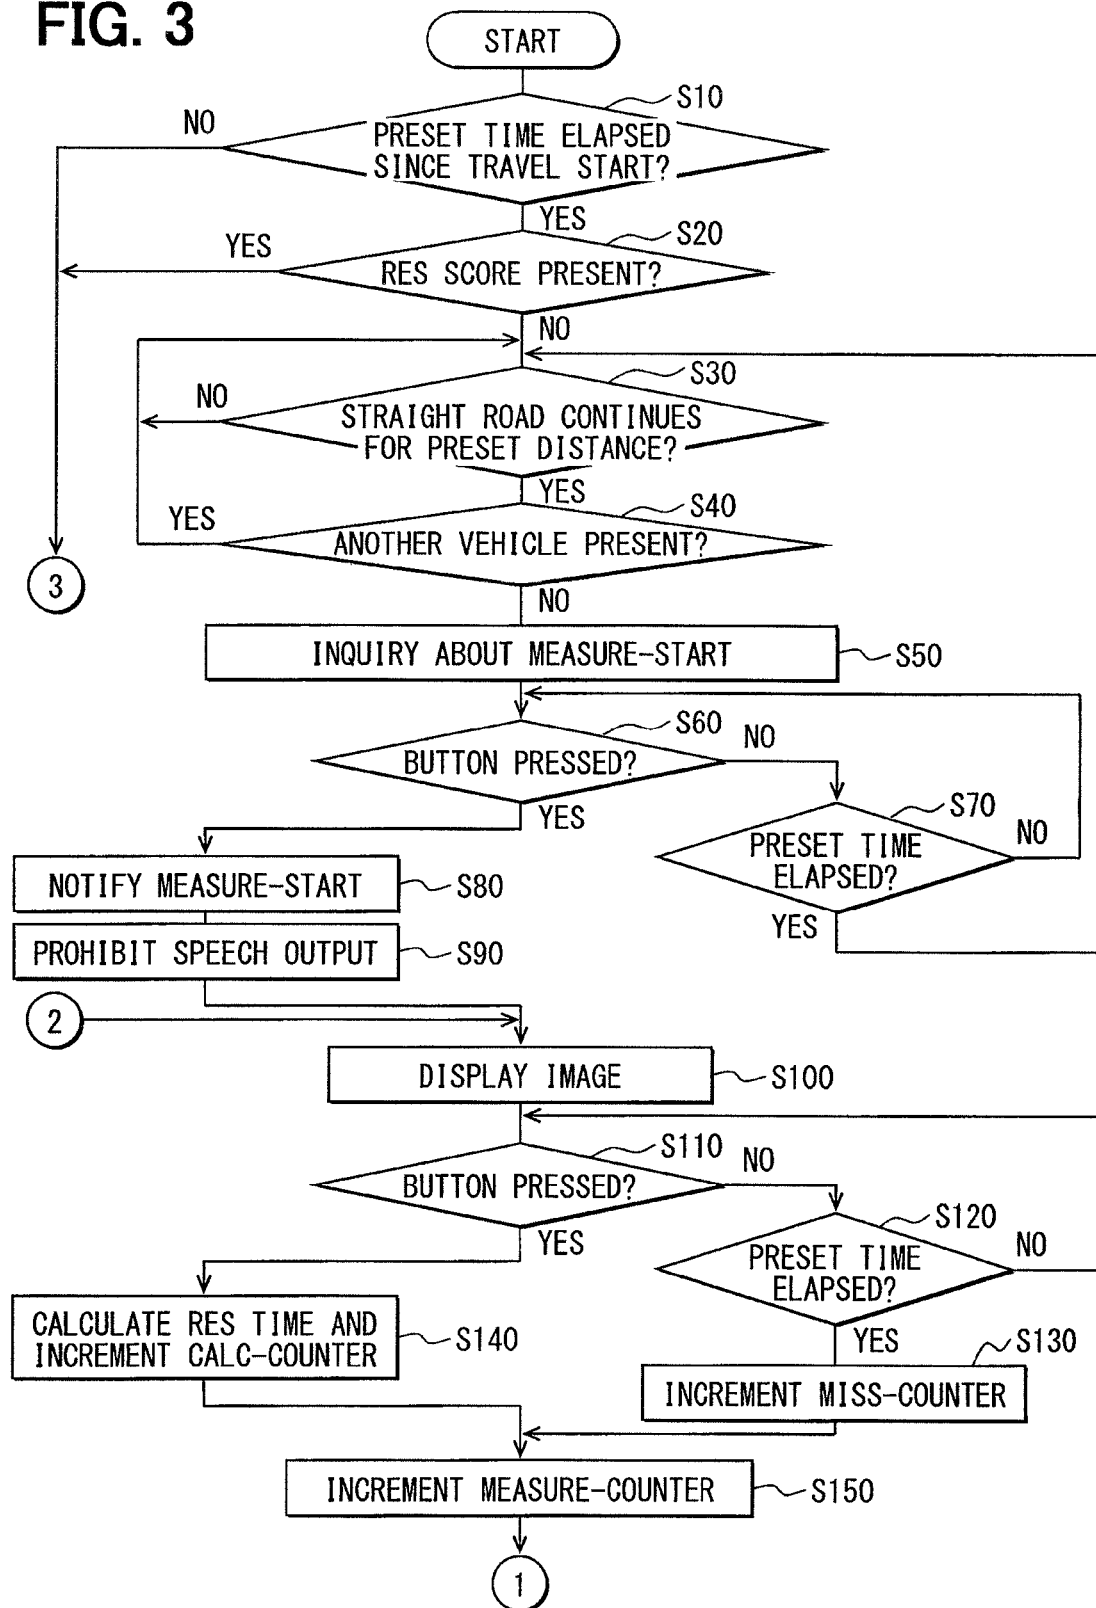 FIG. 3
START
S10
NO
PRESET TIME ELAPSED
SINCE TRAVEL START?
YES
S20
YES
RES SCORE PRESENT?
NO
S30
NO
STRAIGHT ROAD CONTINUES
FOR PRESET DISTANCE?
YES
S40
YES
ANOTHER VEHICLE PRESENT?
3
NO
INQUIRY ABOUT MEASURE-START
S50
S60
NO
BUTTON PRESSED?
YES
S70
NO
PRESET TIME
ELAPSED?
YES
NOTIFY MEASURE-START
S80
PROHIBIT SPEECH OUTPUT
S90
2
DISPLAY IMAGE
S100
S110
NO
BUTTON PRESSED?
YES
S120
NO
PRESET TIME
ELAPSED?
YES
CALCULATE RES TIME AND
INCREMENT CALC-COUNTER
S140
S130
INCREMENT MISS-COUNTER
INCREMENT MEASURE-COUNTER
S150
1